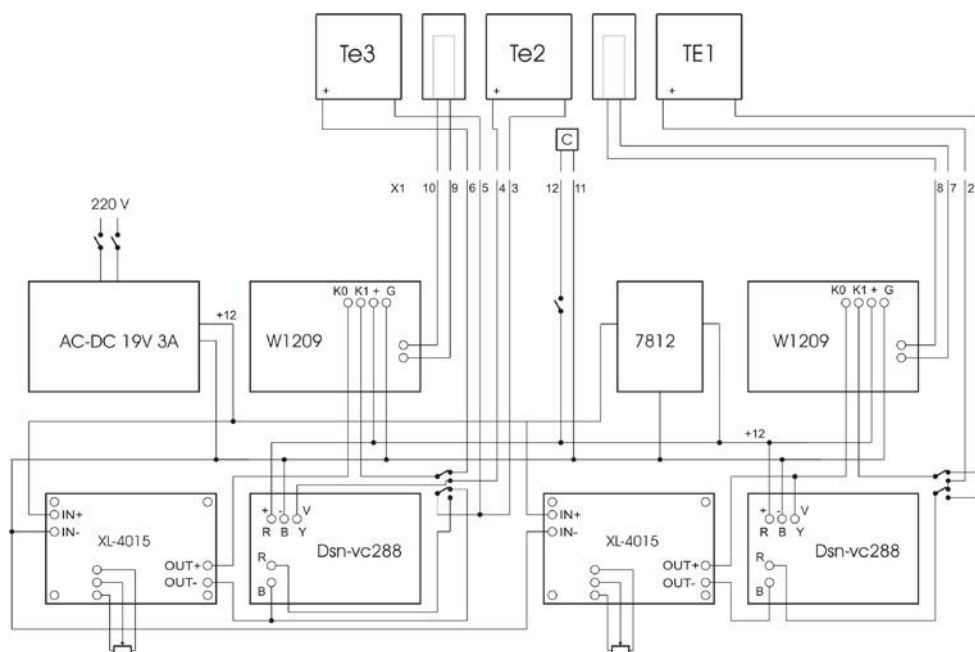 Te3 Te2 TE1
+ + +
C
X1 10 9 6 5 4 3 12 11 8 7 2
220 V
K0 K1 + G K0 K1 + G
+12
AC-DC 19V 3A W1209 7812 W1209
+12
+ - V + - V
IN+ R B Y IN+ R B Y
IN-  IN-
XL-4015 Dsn-vc288 XL-4015 Dsn-vc288
OUT+ R OUT+ R
OUT- OUT-
B B